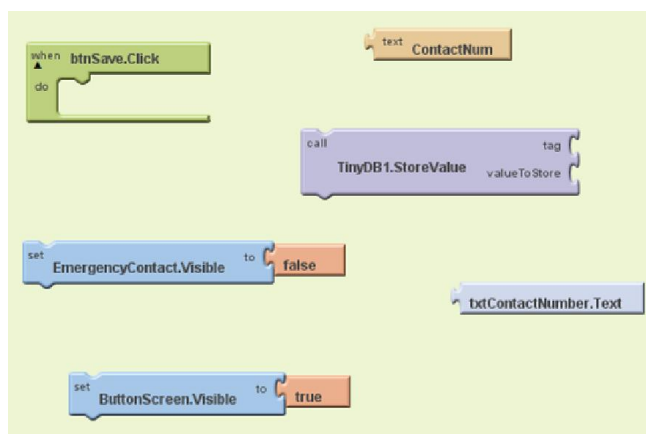 when btnSave.Click
do
text ContactNum
call TinyDB1.StoreValue tag
valueToStore
set EmergencyContact.Visible to false
txtContactNumber.Text
set ButtonScreen.Visible to true